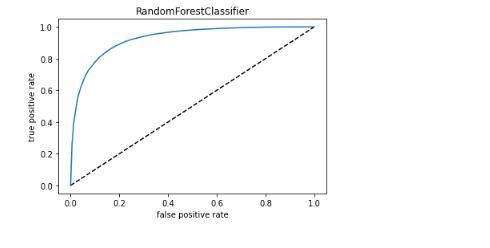 RandomForestClassifier
1.0
0.8
0.6
0.4
0.2
0.0
true positive rate
0.0 0.2 0.4 0.6 0.8 1.0
false positive rate